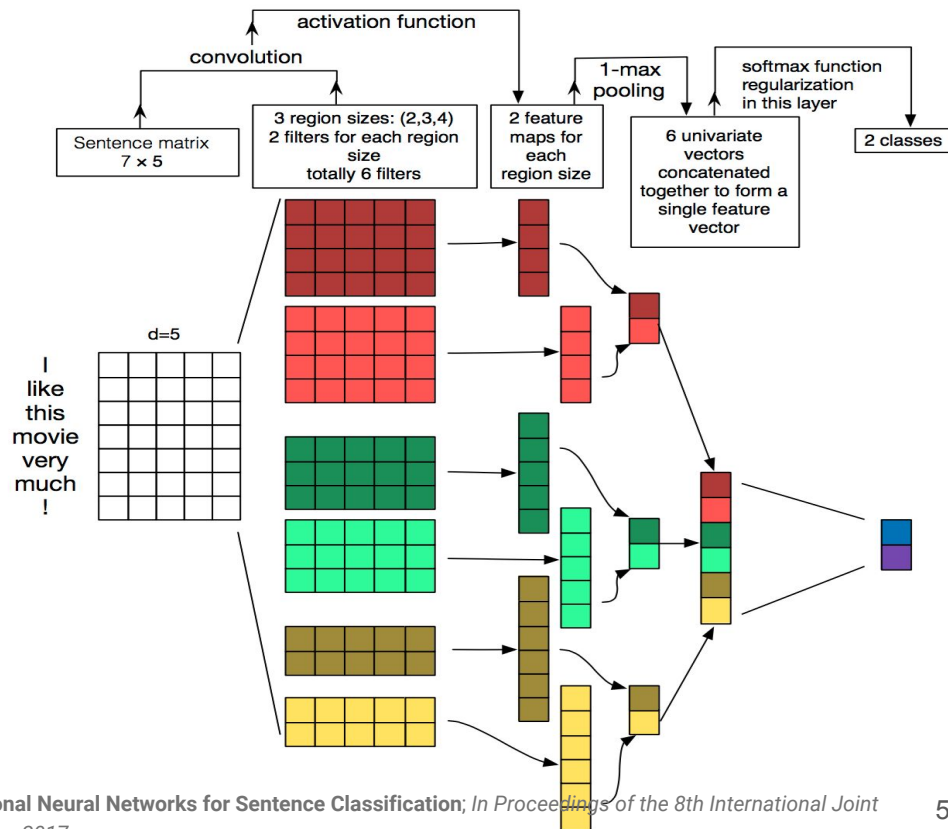 activation function
convolution
1-max
pooling
softmax function
regularization
in this layer
Sentence matrix
7 × 5
3 region sizes: (2,3,4)
2 filters for each region
size
totally 6 filters
2 feature
maps for
each
region size
6 univariate
vectors
concatenated
together to form a
single feature
vector
2 classes
d=5
I
like
this
movie
very
much
!
onal Neural Networks for Sentence Classification; In Proceedings of the 8th International Joint
5
2017